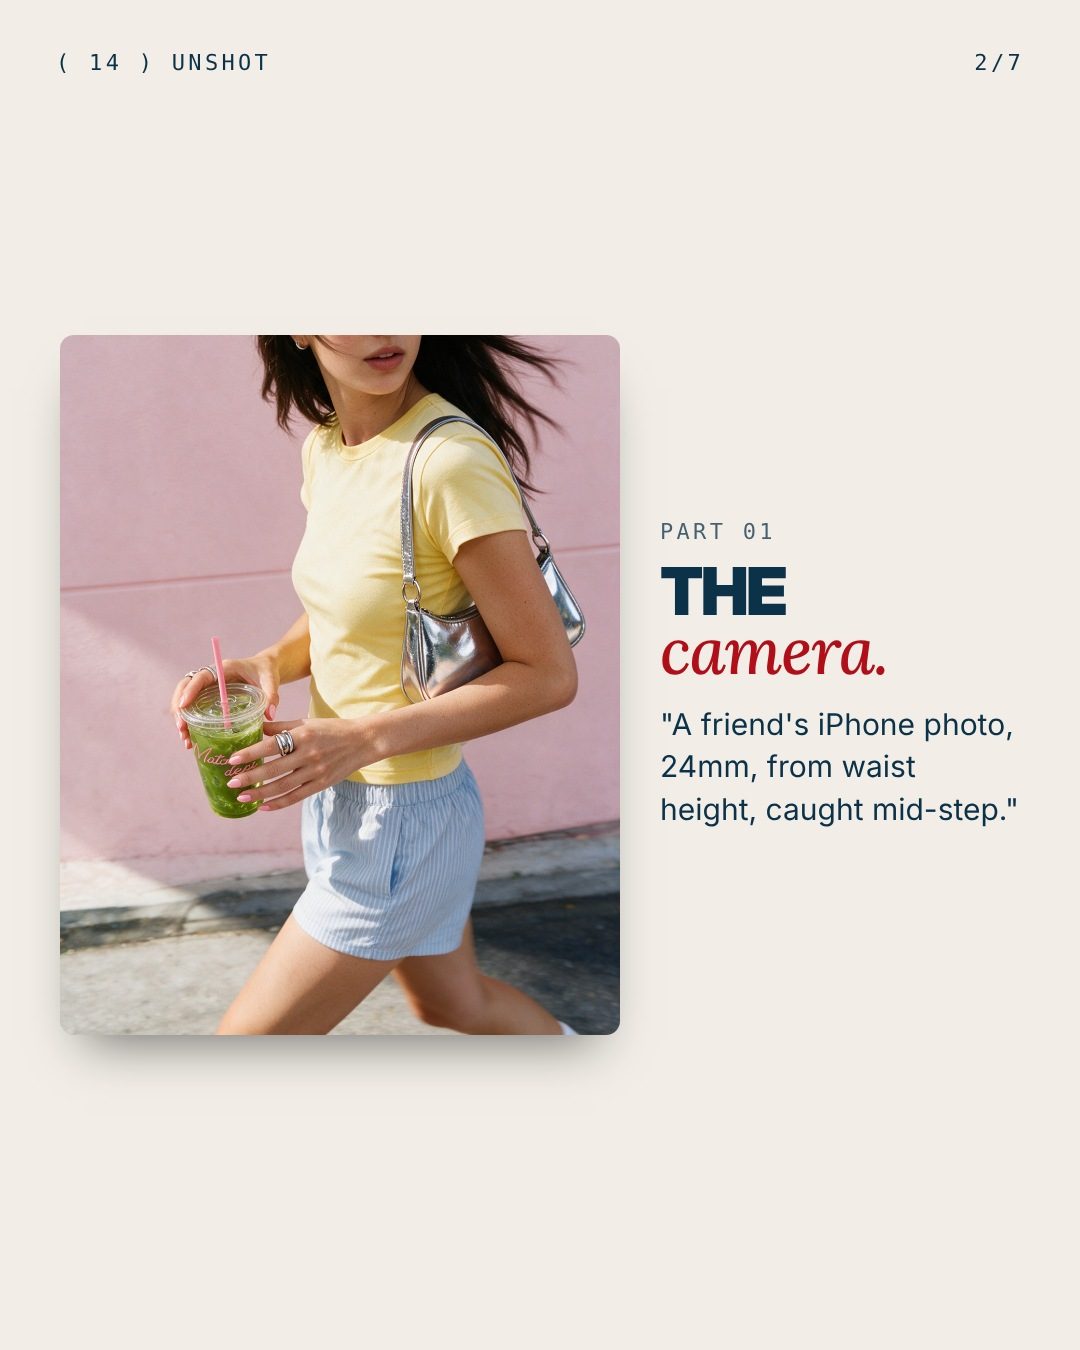 ( 14 ) UNSHOT
2/7
PART 01
THE
camera.
"A friend's iPhone photo,
24mm, from waist
height, caught mid-step."